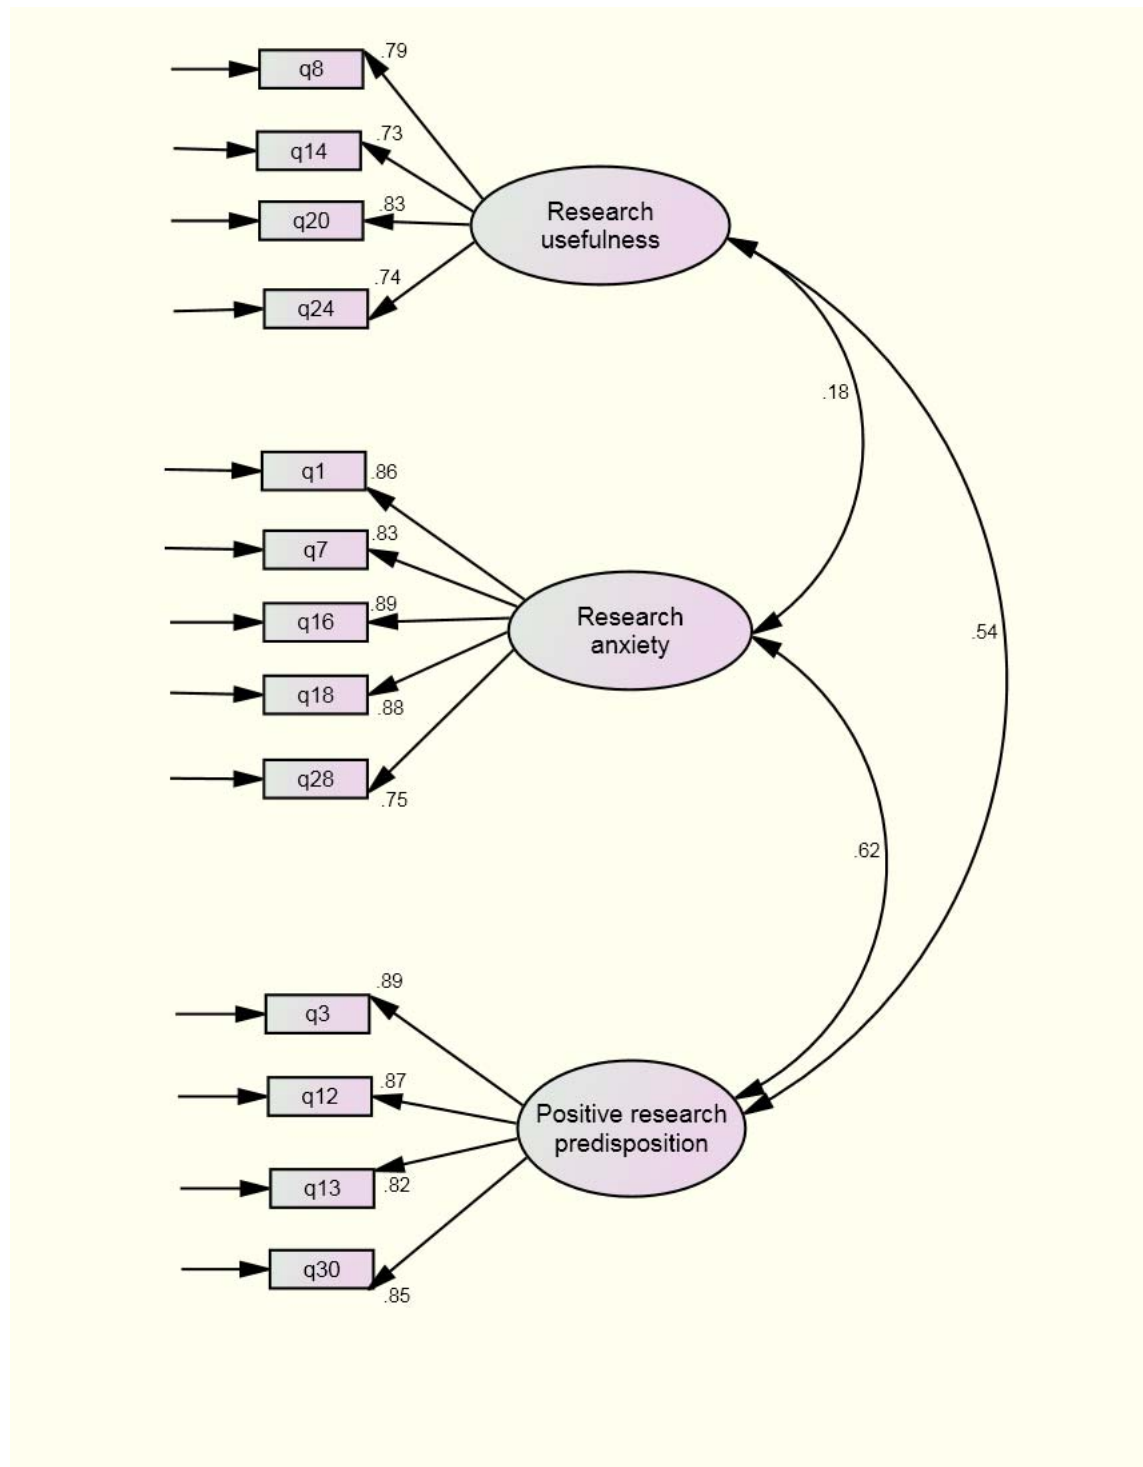 .79
q8
.73
q14
.83
q20
Research
usefulness
.74
q24
.18
.86
q1
.83
q7
.89
q16
Research
anxiety
.54
q18
.88
q28
.75
.62
.89
q3
.87
q12
Positive research
predisposition
q13
.82
q30
.85